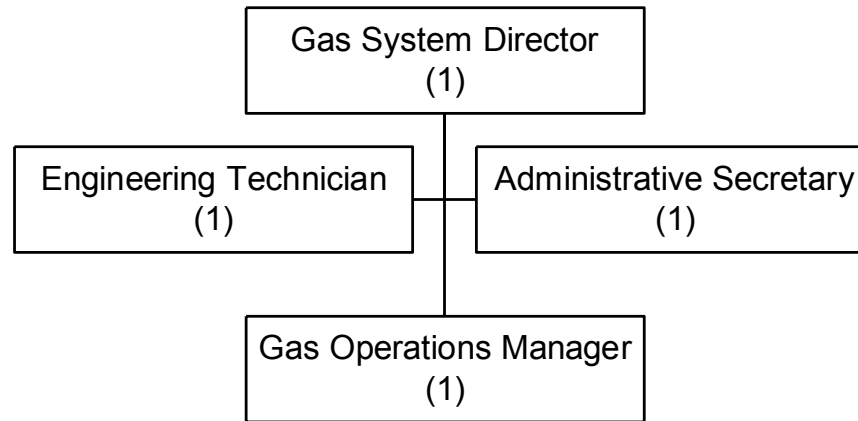 Gas System Director
(1)
Engineering Technician
(1)
Administrative Secretary
(1)
Gas Operations Manager
(1)